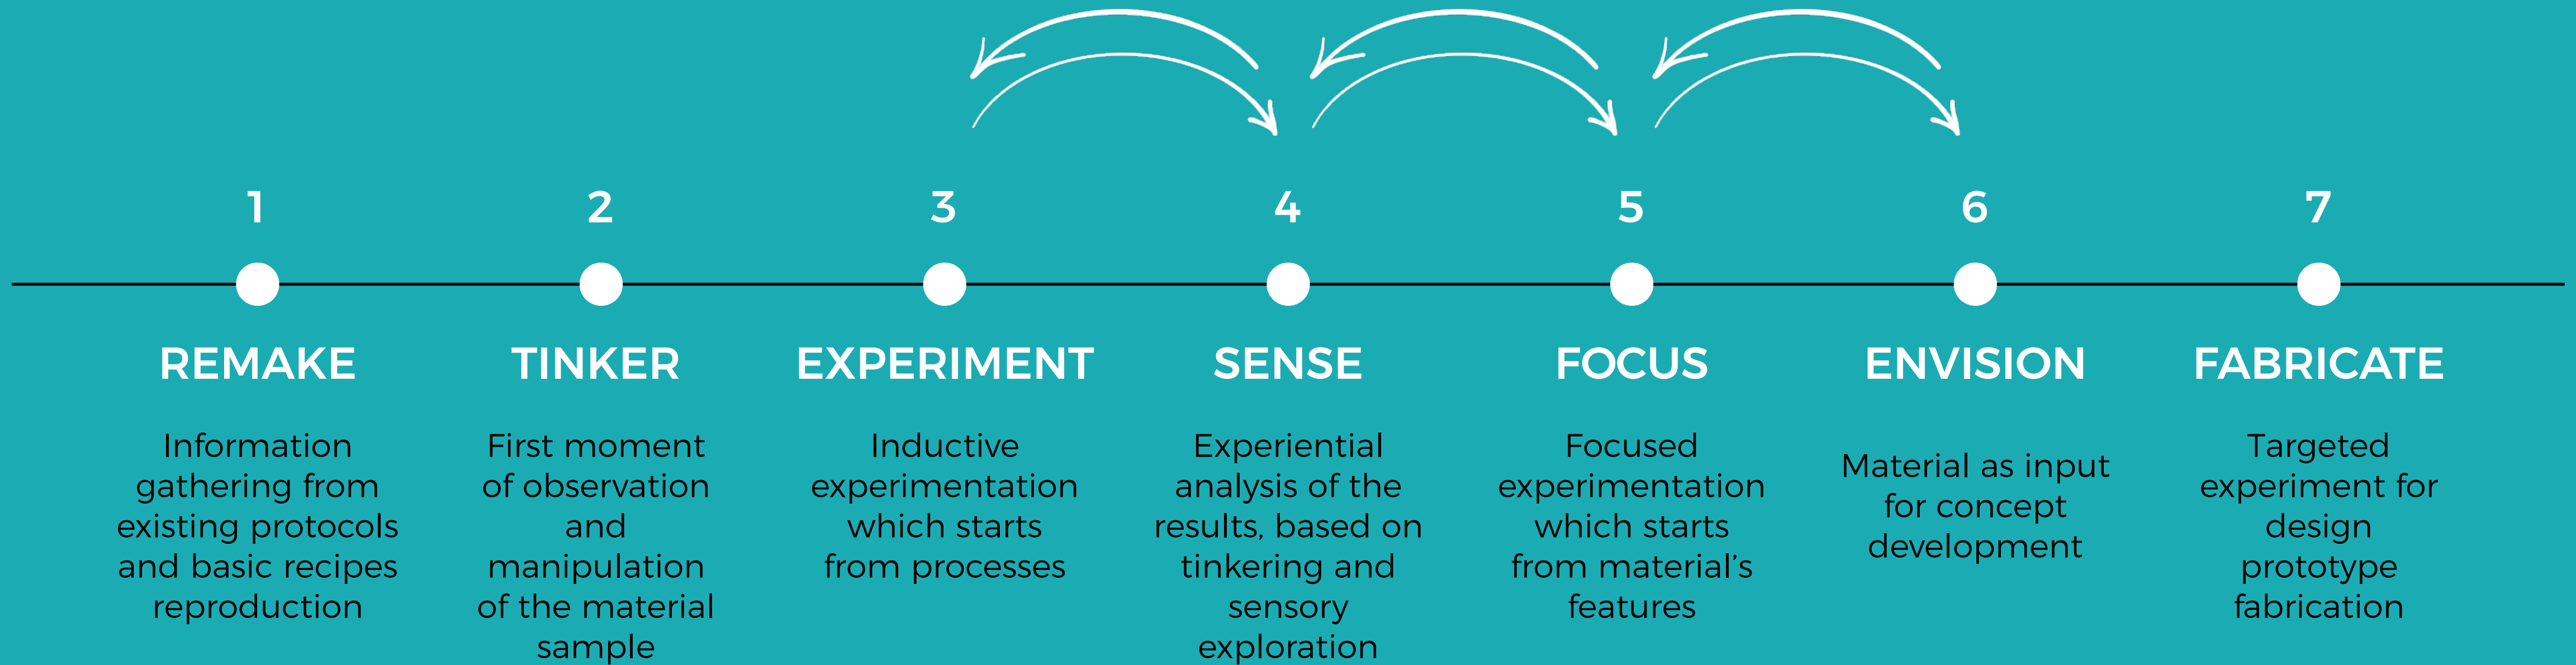 1
REMAKE
Information
gathering from
existing protocols
and basic recipes
reproduction
2
TINKER
First moment
of observation
and
manipulation
of the material
sample
3
EXPERIMENT
Inductive
experimentation
which starts
from processes
4
SENSE
Experiential
analysis of the
results, based on
tinkering and
sensory
exploration
5
FOCUS
Focused
experimentation
which starts
from material’s
features
6
ENVISION
Material as input
for concept
development
7
FABRICATE
Targeted
experiment for
design
prototype
fabrication